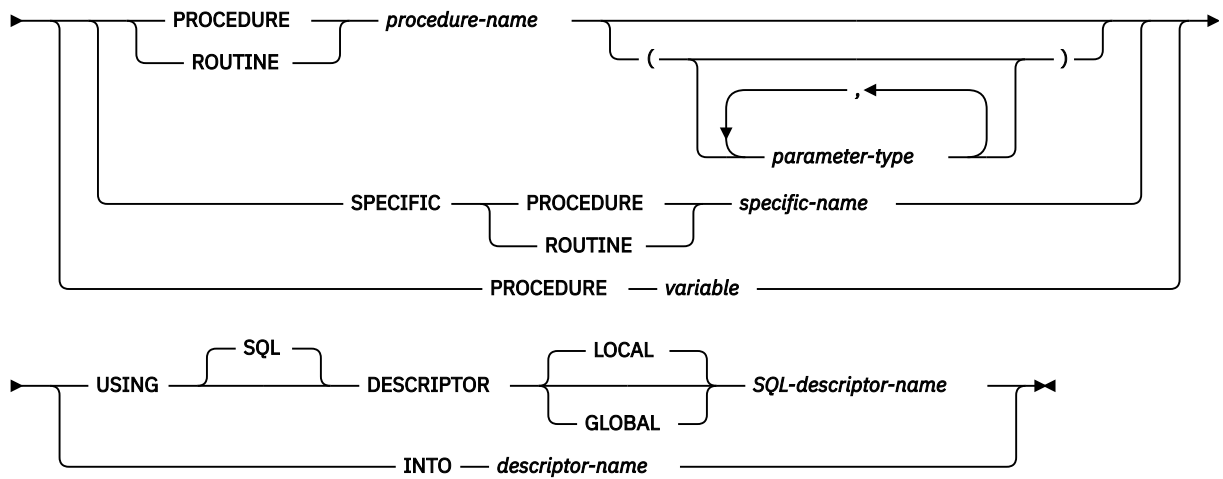 PROCEDURE procedure-name
ROUTINE ( )
,
parameter-type
SPECIFIC PROCEDURE specific-name
ROUTINE
PROCEDURE variable
SQL LOCAL
USING DESCRIPTOR SQL-descriptor-name
GLOBAL
INTO descriptor-name